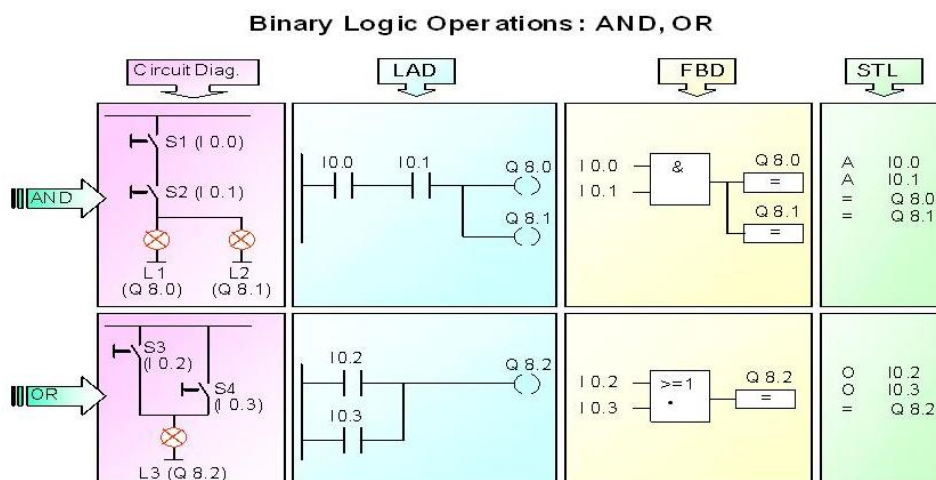 Binary Logic Operations: AND, OR
Circuit Diag.
LAD
FBD
STL
AND
S1 (I 0.0)
S2 (I 0.1)
L1
(Q 8.0)
L2
(Q 8.1)
I0.0
I0.1
Q 8.0
Q 8.1
I 0.0
I 0.1
&
Q 8.0
=
Q 8.1
=
A I0.0
A I0.1
= Q 8.0
= Q 8.1
OR
S3
(I 0.2)
S4
(I 0.3)
L3 (Q 8.2)
I0.2
I0.3
Q 8.2
I 0.2
I 0.3
>=1
Q 8.2
=
O I0.2
O I0.3
= Q 8.2